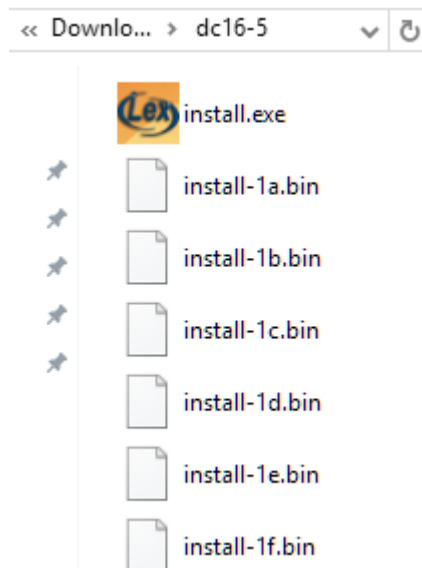 « Downlo... > dc16-5
Lex install.exe
install-1a.bin
install-1b.bin
install-1c.bin
install-1d.bin
install-1e.bin
install-1f.bin